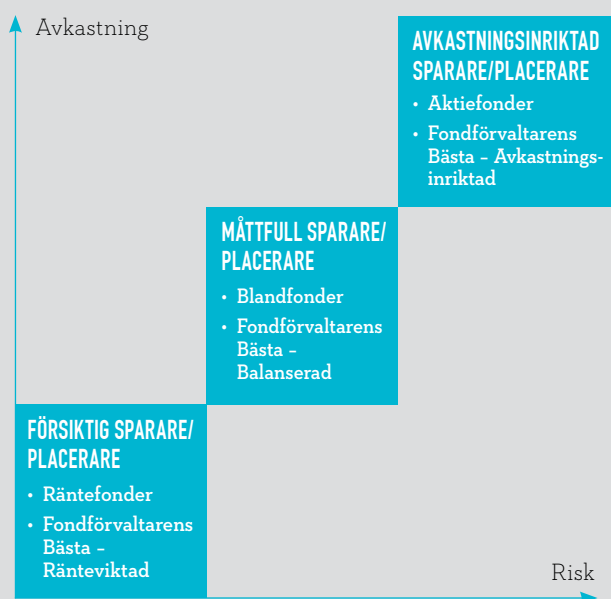 Avkastning
AVKASTNINGSINRIKTAD
SPARARE/PLACERARE
• Aktiefonder
• Fondförvaltarens
Bästa – Avkastnings-
inriktad
MÅTTFULL SPARARE/
PLACERARE
• Blandfonder
• Fondförvaltarens
Bästa –
Balanserad
FÖRSIKTIG SPARARE/
PLACERARE
• Räntefonder
• Fondförvaltarens
Bästa –
Ränteviktad
Risk